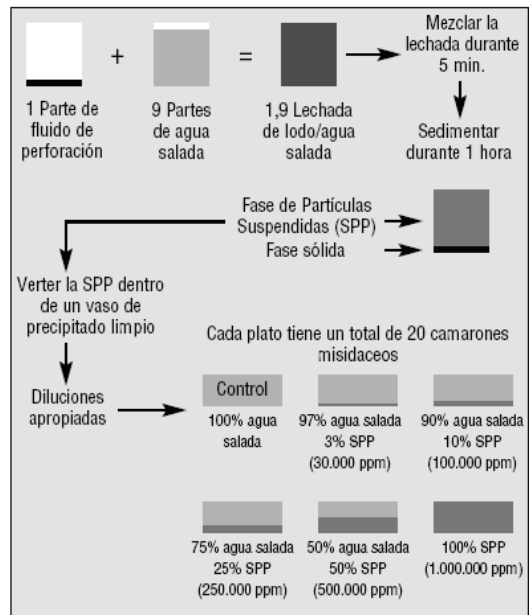 +
=
Mezclar la
lechada durante
5 min.
1 Parte de
fluido de
perforación
9 Partes
de agua
salada
1,9 Lechada
de lodo/agua
salada
Sedimentar
durante 1 hora
Fase de Partículas
Suspendidas (SPP)
Fase sólida
Verter la SPP dentro
de un vaso de
precipitado limpio
Cada plato tiene un total de 20 camarones
misidaceos
Diluciones
apropiadas
Control
100% agua
salada
97% agua salada
3% SPP
(30.000 ppm)
90% agua salada
10% SPP
(100.000 ppm)
75% agua salada
25% SPP
(250.000 ppm)
50% agua salada
50% SPP
(500.000 ppm)
100% SPP
(1.000.000 ppm)